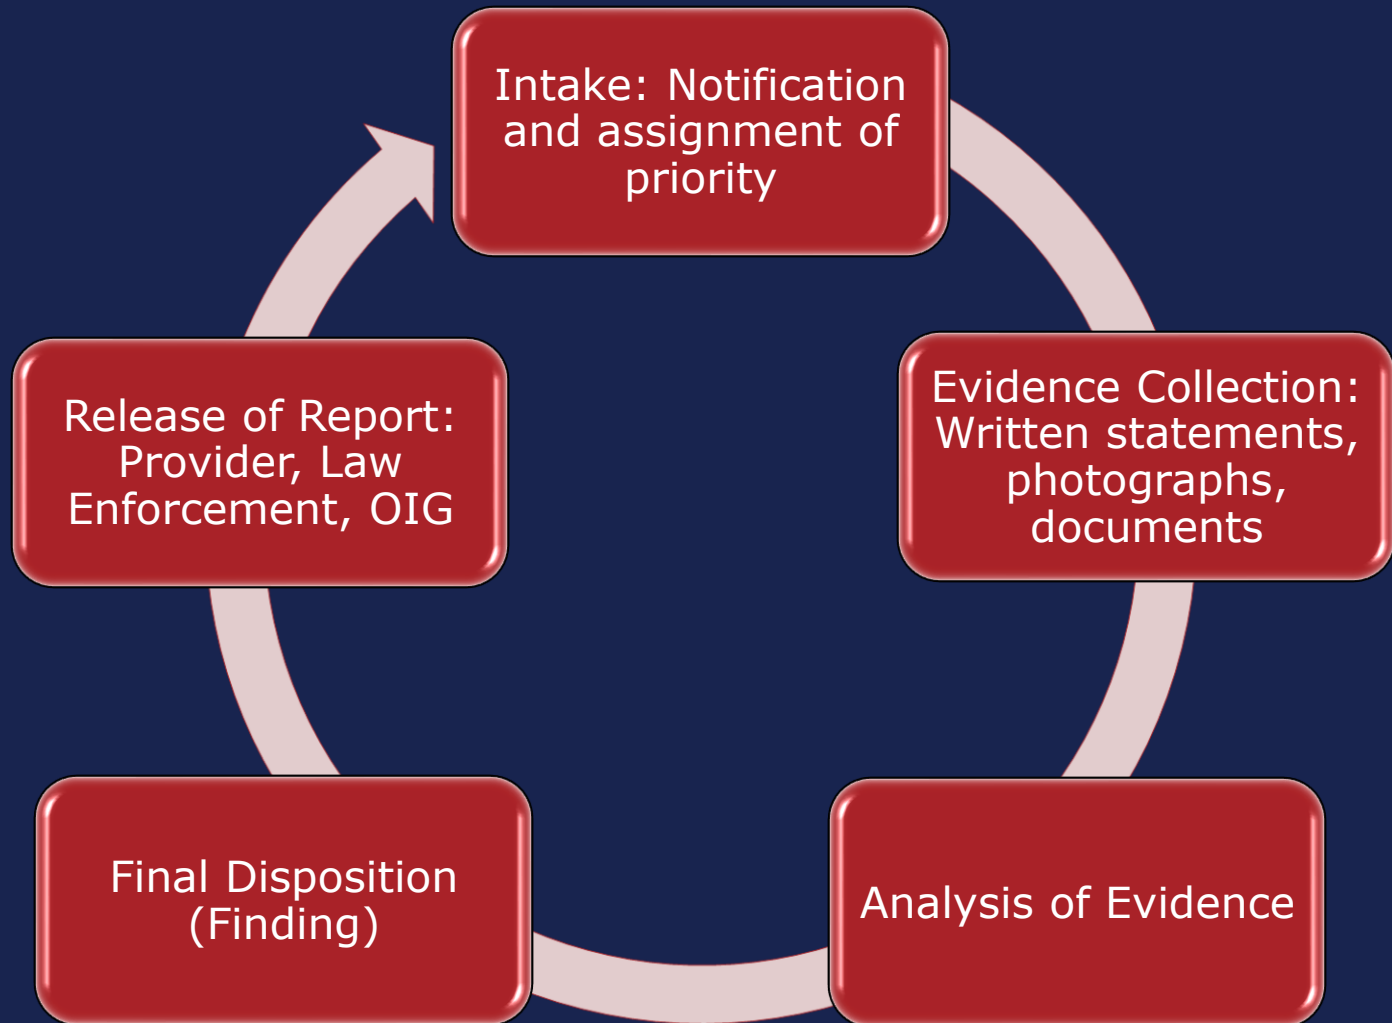 Intake: Notification
and assignment of
priority
Evidence Collection:
Written statements,
photographs,
documents
Analysis of Evidence
Final Disposition
(Finding)
Release of Report:
Provider, Law
Enforcement, OIG